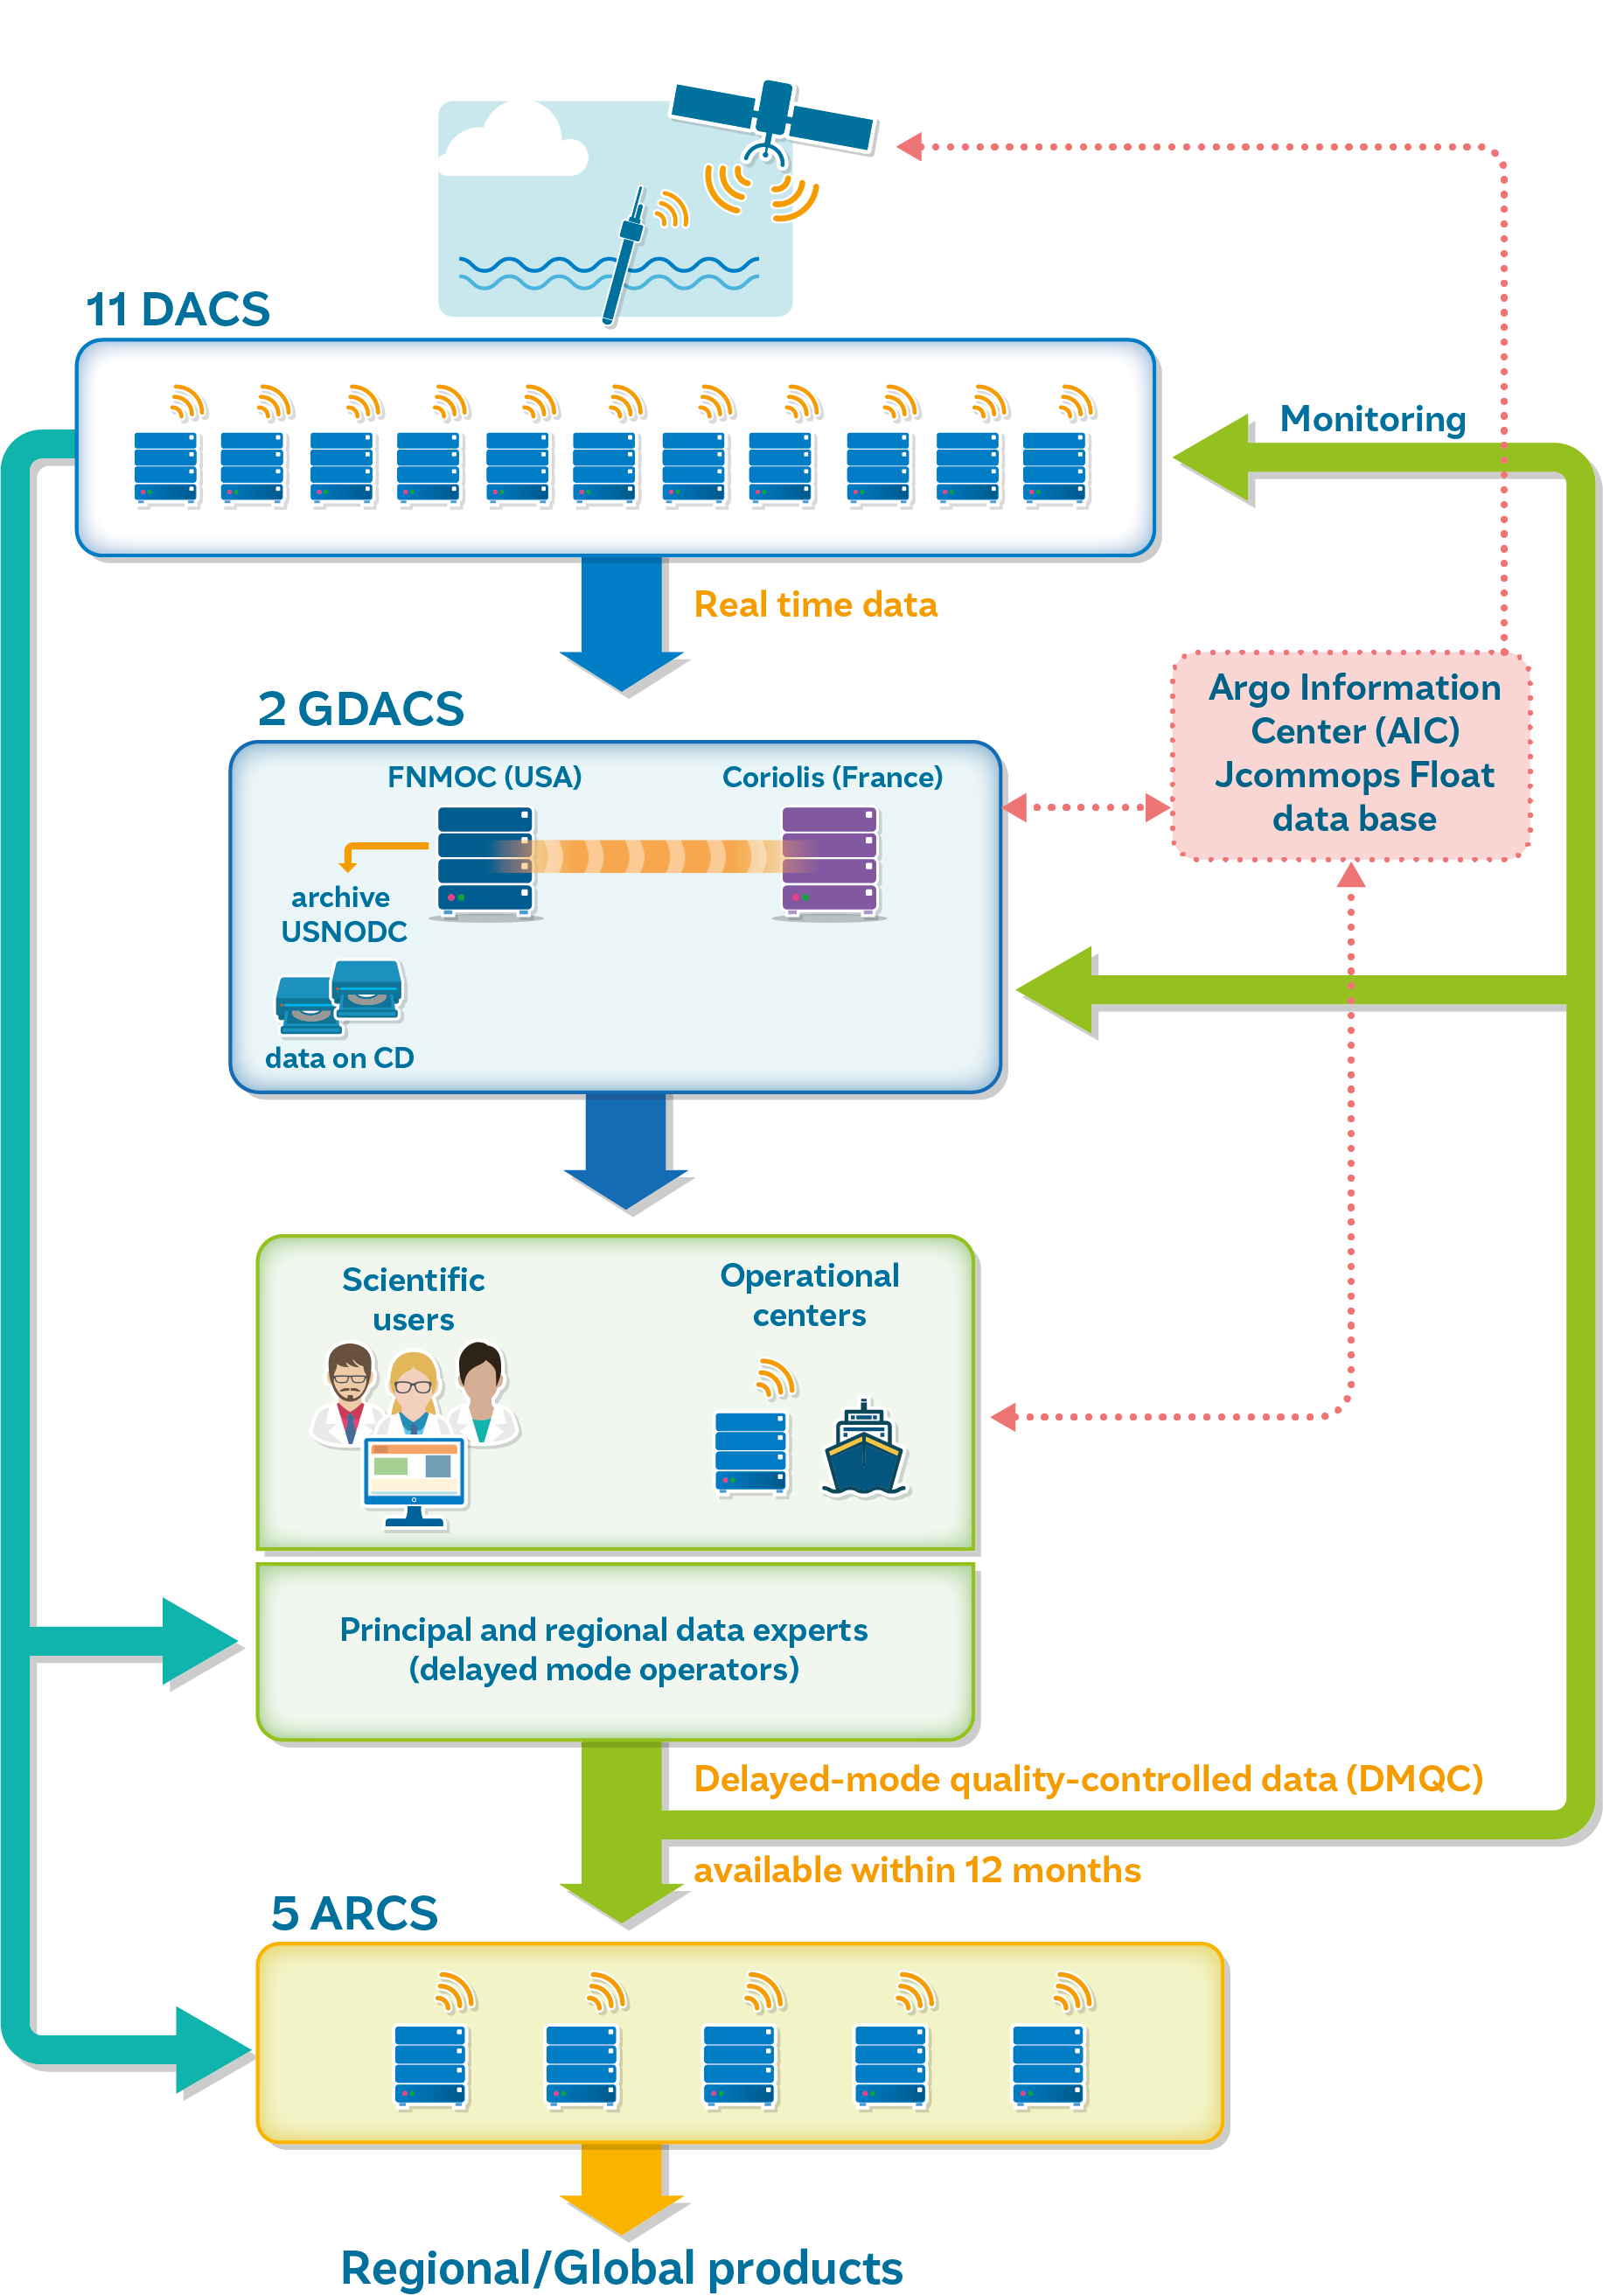 11 DACS
Monitoring
Real time data
2 GDACS
FNMOC (USA)
Coriolis (France)
archive
USNODC
data on CD
Argo Information
Center (AIC)
Jcommops Float
data base
Scientific
users
Operational
centers
Principal and regional data experts
(delayed mode operators)
Delayed-mode quality-controlled data (DMQC)
available within 12 months
5 ARCS
Regional/Global products